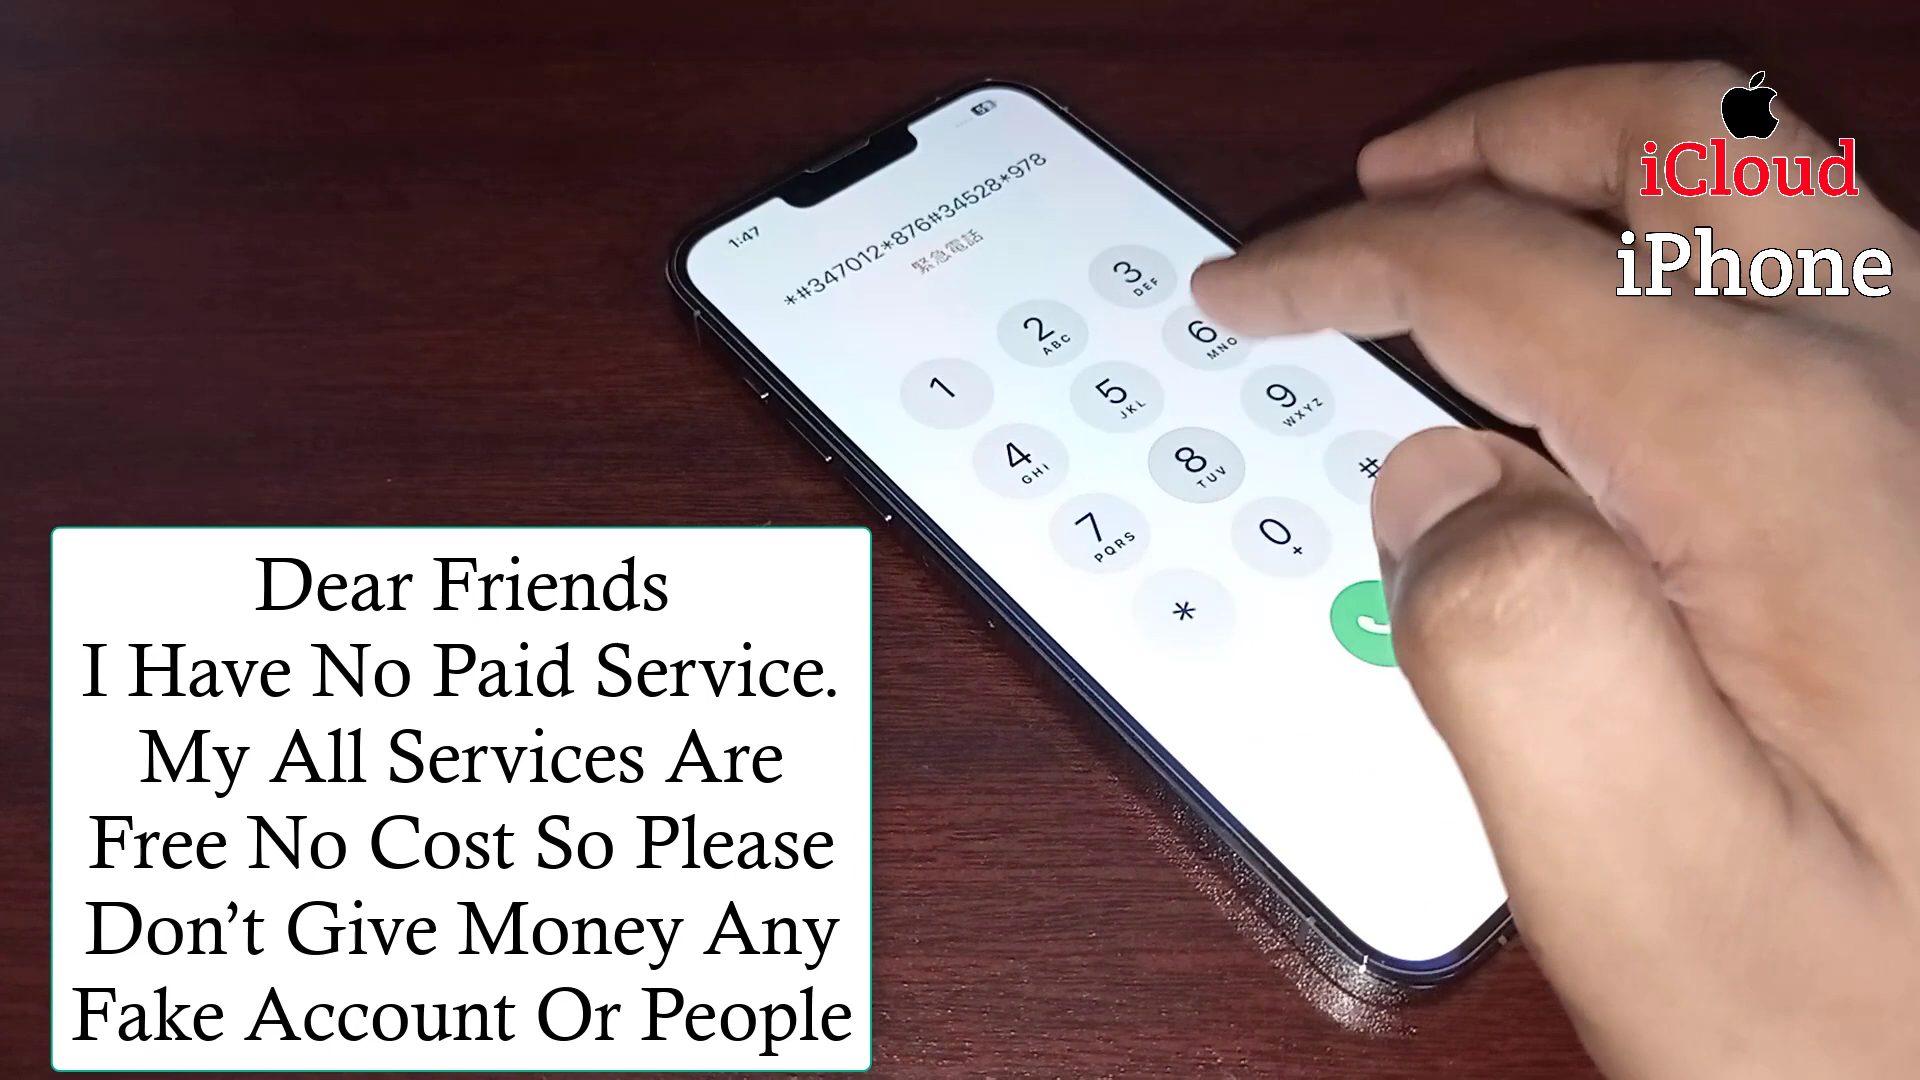 iCloud
iPhone
1:47
*#347012*876#34528*978
緊急電話
1
2
ABC
3
DEF
4
GHI
5
JKL
6
MNO
7
PQRS
8
TUV
9
WXYZ
*
0
+
#
Dear Friends
I Have No Paid Service.
My All Services Are
Free No Cost So Please
Don’t Give Money Any
Fake Account Or People